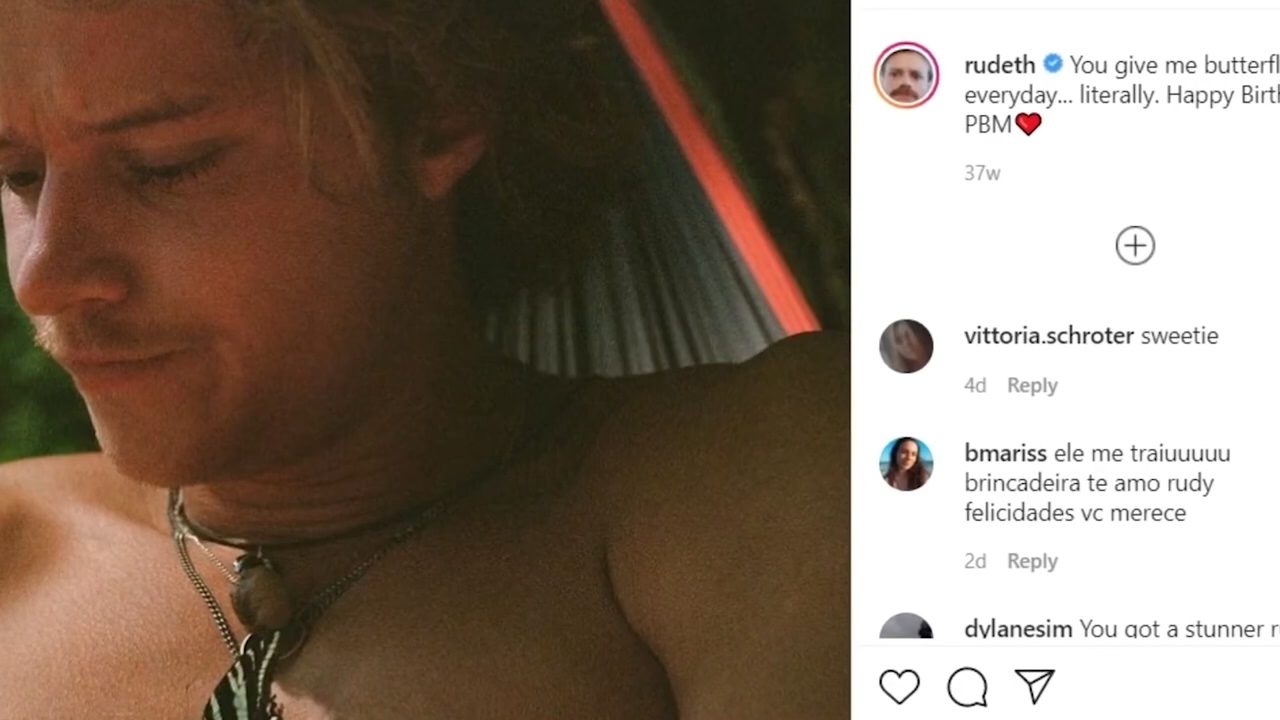 rudeth You give me butterfl
everyday... literally. Happy Birth
PBM❤️
37w
vittoria.schroter sweetie
4d Reply
bmariss ele me traiuuuuu
brincadeira te amo rudy
felicidades vc merece
2d Reply
dylanesim You got a stunner r